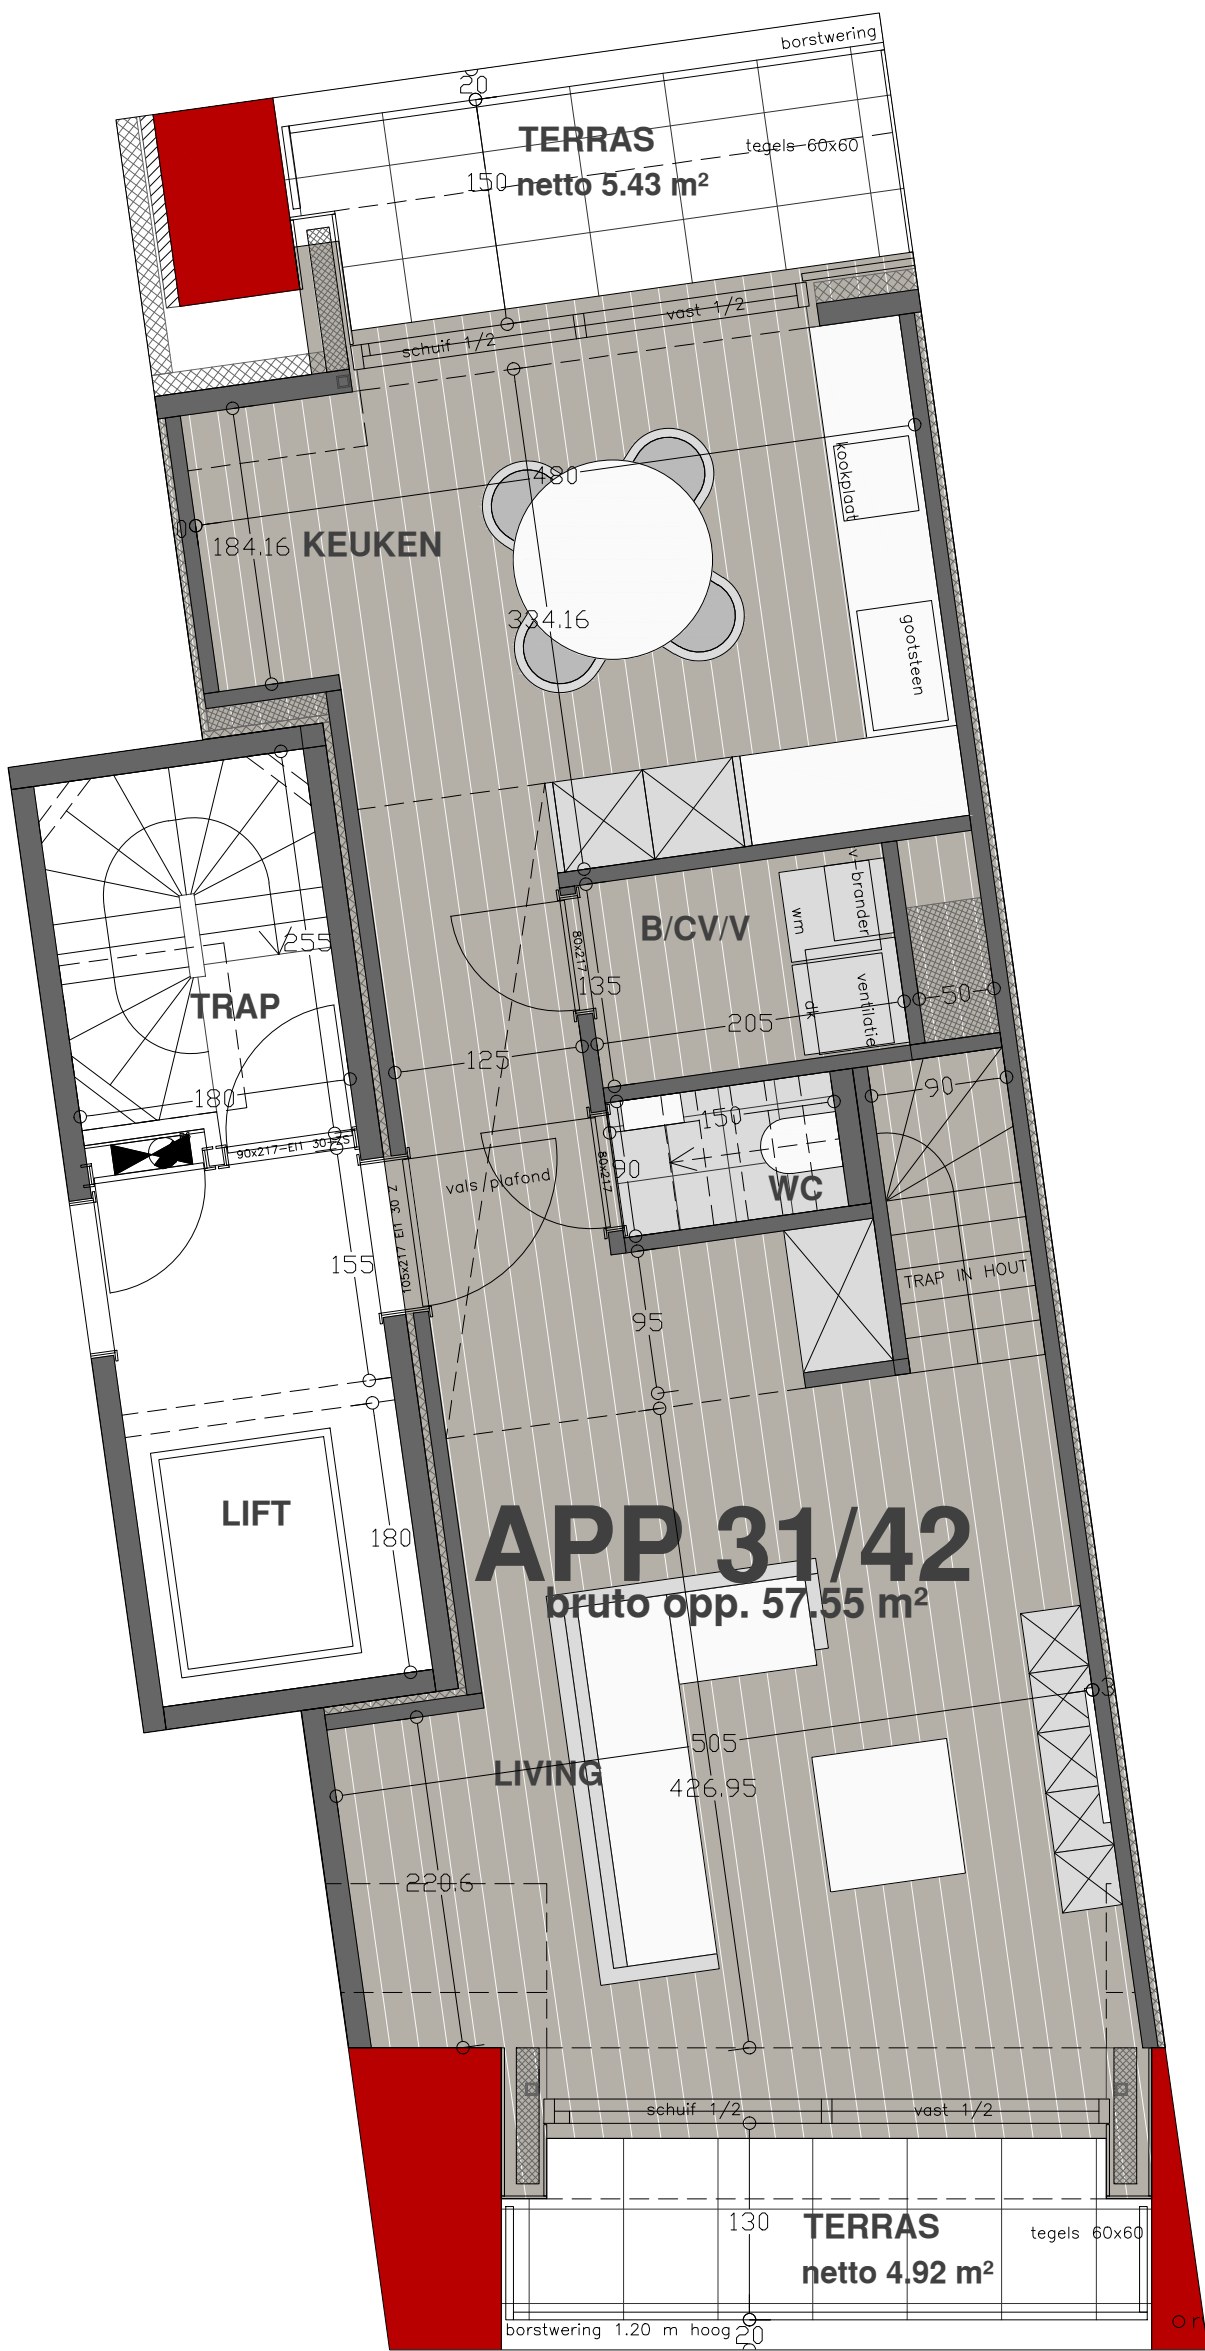 borstwering
20
TERRAS
tegels 60x60
150
netto 5.43 m²
vast 1/2
schuif 1/2
480
kookplaat
0
184.16
KEUKEN
334.16
gootsteen
v-brander
wm
B/CV/V
80x217
255
135
50
TRAP
dk
ventilatie
205
125
90
180
150
90x217-EI1 30-ZS
vals plafond
80x217
90
WC
105x217 EI1 30 Z
155
TRAP IN HOUT
95
LIFT
180
APP 31/42
bruto opp. 57.55 m²
3
505
LIVING
426.95
220.6
schuif 1/2
vast 1/2
130
TERRAS
tegels 60x60
netto 4.92 m²
borstwering 1.20 m hoog
20